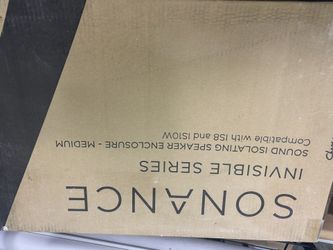 SONANCE
INVISIBLE SERIES
SOUND ISOLATING SPEAKER ENCLOSURE - MEDIUM
Compatible with IS8 and IS10W